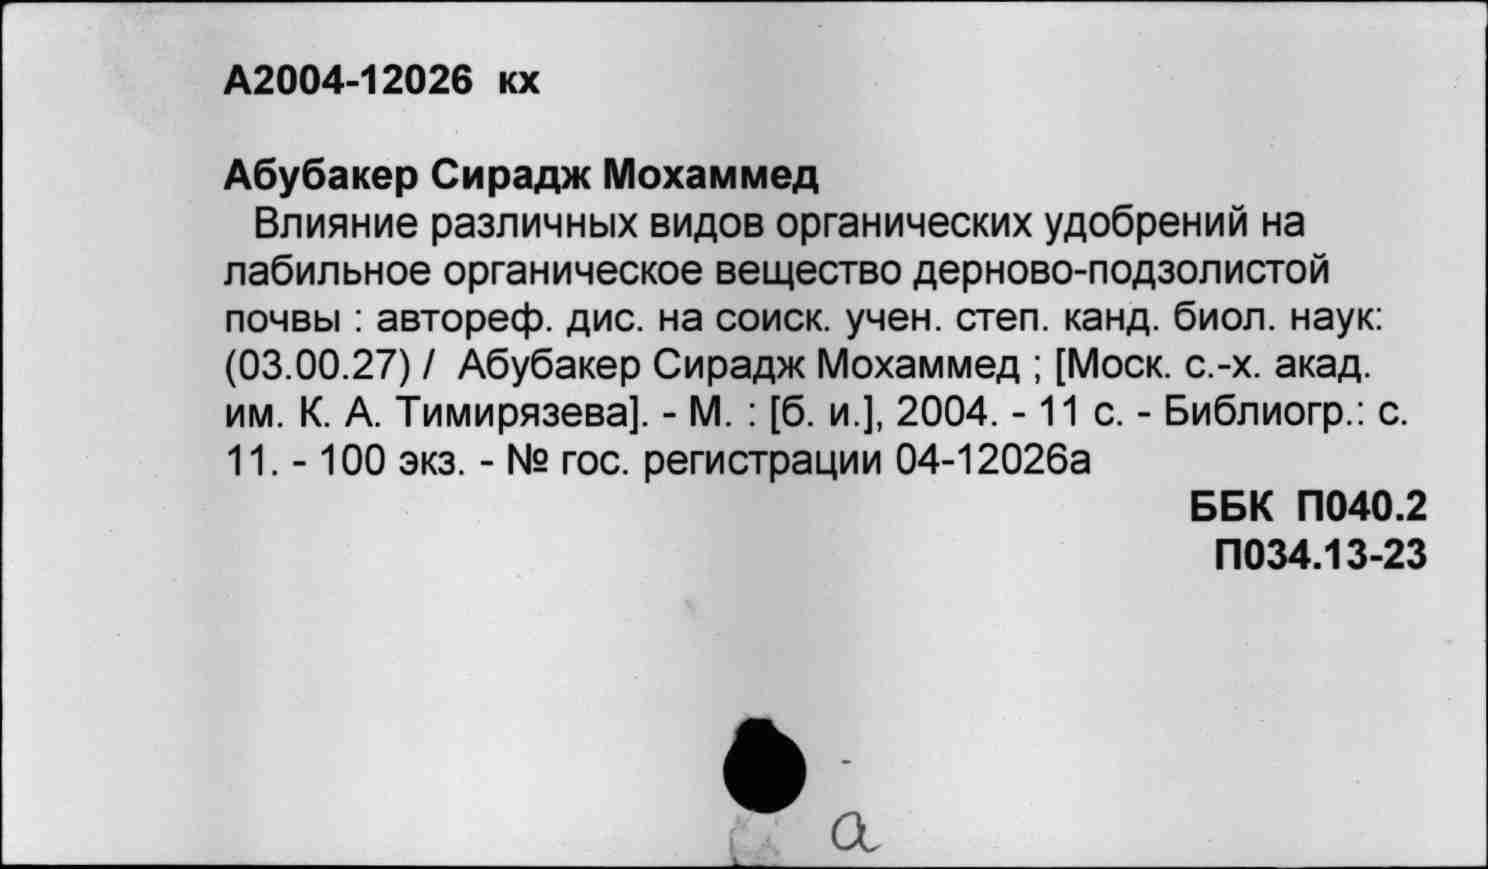 А2004-12026 кх
Абубакер Сирадж Мохаммед
Влияние различных видов органических удобрений на
лабильное органическое вещество дерново-подзолистой
почвы : автореф. дис. на соиск. учен. степ. канд. биол. наук:
(03.00.27) / Абубакер Сирадж Мохаммед ; [Моск. с.-х. акад.
им. К. А. Тимирязева]. - М. : [б. и.], 2004. - 11 с. - Библиогр.: с.
11. - 100 экз. - № гос. регистрации 04-12026а
ББК П040.2
П034.13-23
а